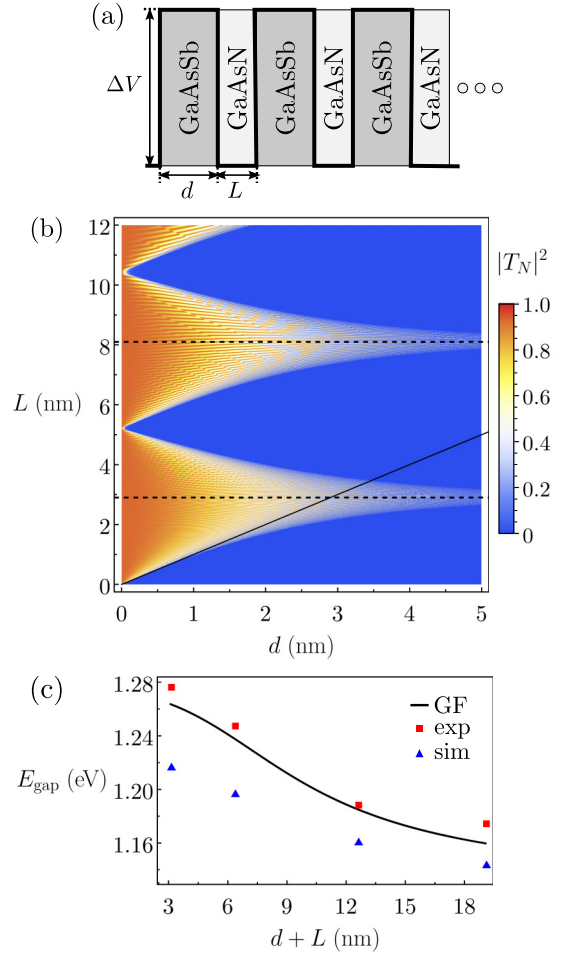 (a)
ΔV
GaAsSb
GaAsN
GaAsSb
GaAsN
GaAsSb
GaAsN
d
L
(b)
|T_N|^2
12
10
8
6
4
2
0
L (nm)
0
1
2
3
4
5
d (nm)
1.0
0.8
0.6
0.4
0.2
0
(c)
1.28
1.24
1.20
1.16
E_gap (eV)
GF
exp
sim
3
6
9
12
15
18
d + L (nm)